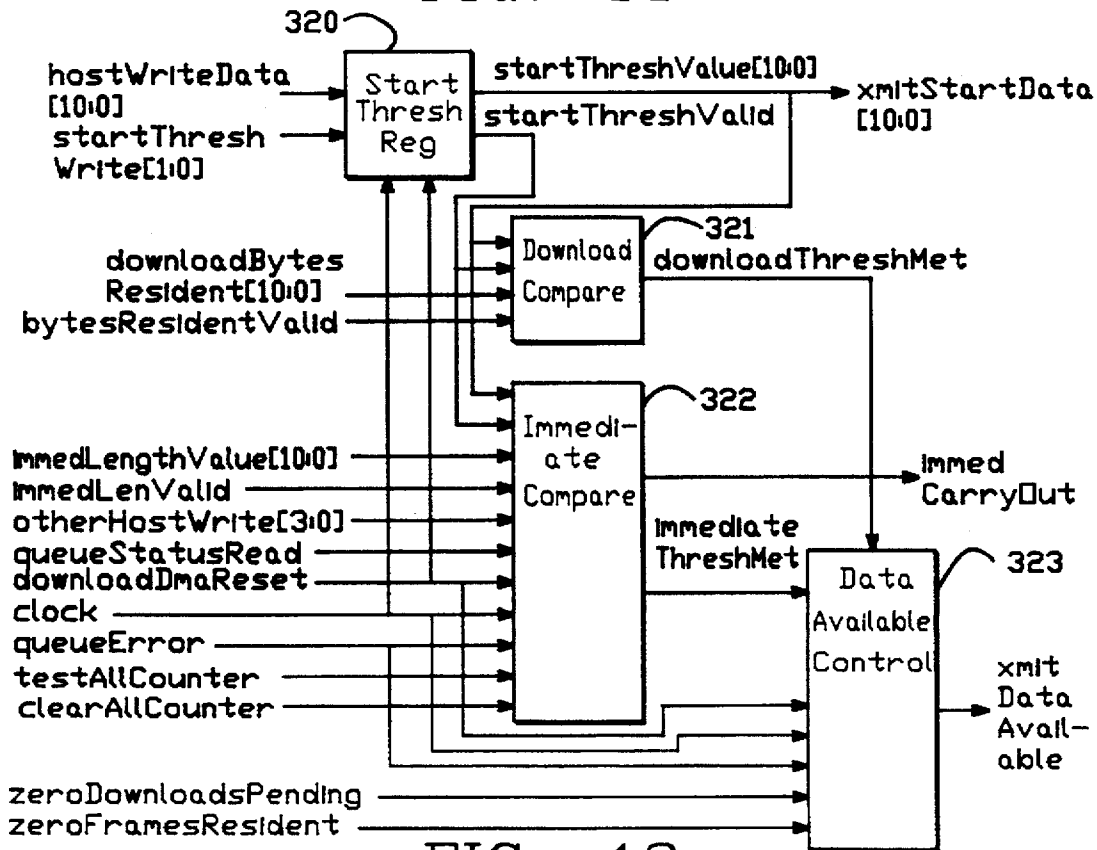 320
hostWriteData
[10:0]
startThresh
Write[1:0]
Start
Thresh
Reg
startThreshValue[10:0]
startThreshValid
xmitStartData
[10:0]
321
Download
Compare
downloadThreshMet
downloadBytes
Resident[10:0]
bytesResidentValid
322
Immedi-
ate
Compare
ImmedLengthValue[10:0]
ImmedLenValid
otherHostWrite[3:0]
queueStatusRead
downloadDmaReset
clock
queueError
testAllCounter
clearAllCounter
Immed
CarryOut
Immediate
ThreshMet
323
Data
Available
Control
xmit
Data
Avail-
able
zeroDownloadsPending
zeroFramesResident